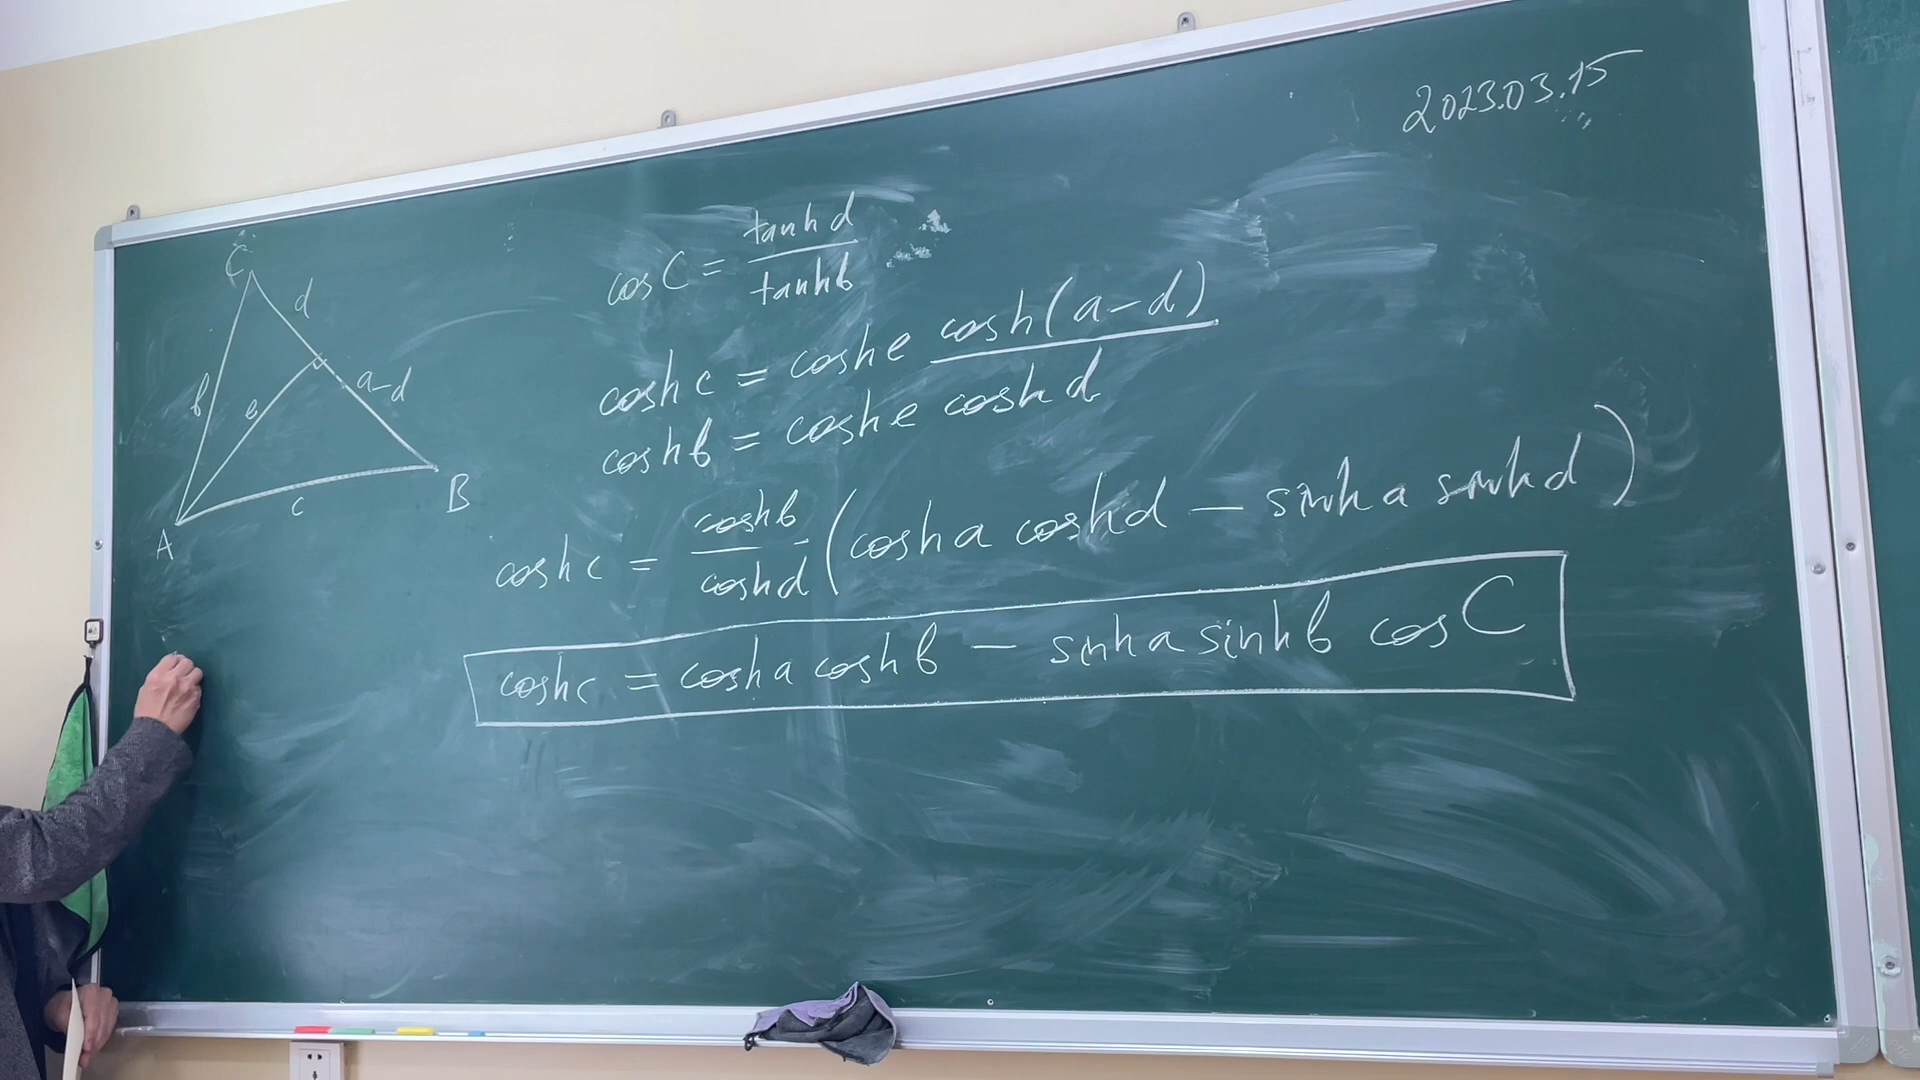 2023.03.15
C
d
a-d
b
e
c
B
A
cos C = tanh d / tanh b
cosh c = cosh e cosh(a-d)
cosh b = cosh e cosh d
cosh c = cosh b / cosh d (cosh a cosh d - sinh a sinh d)
cosh c = cosh a cosh b - sinh a sinh b cos C